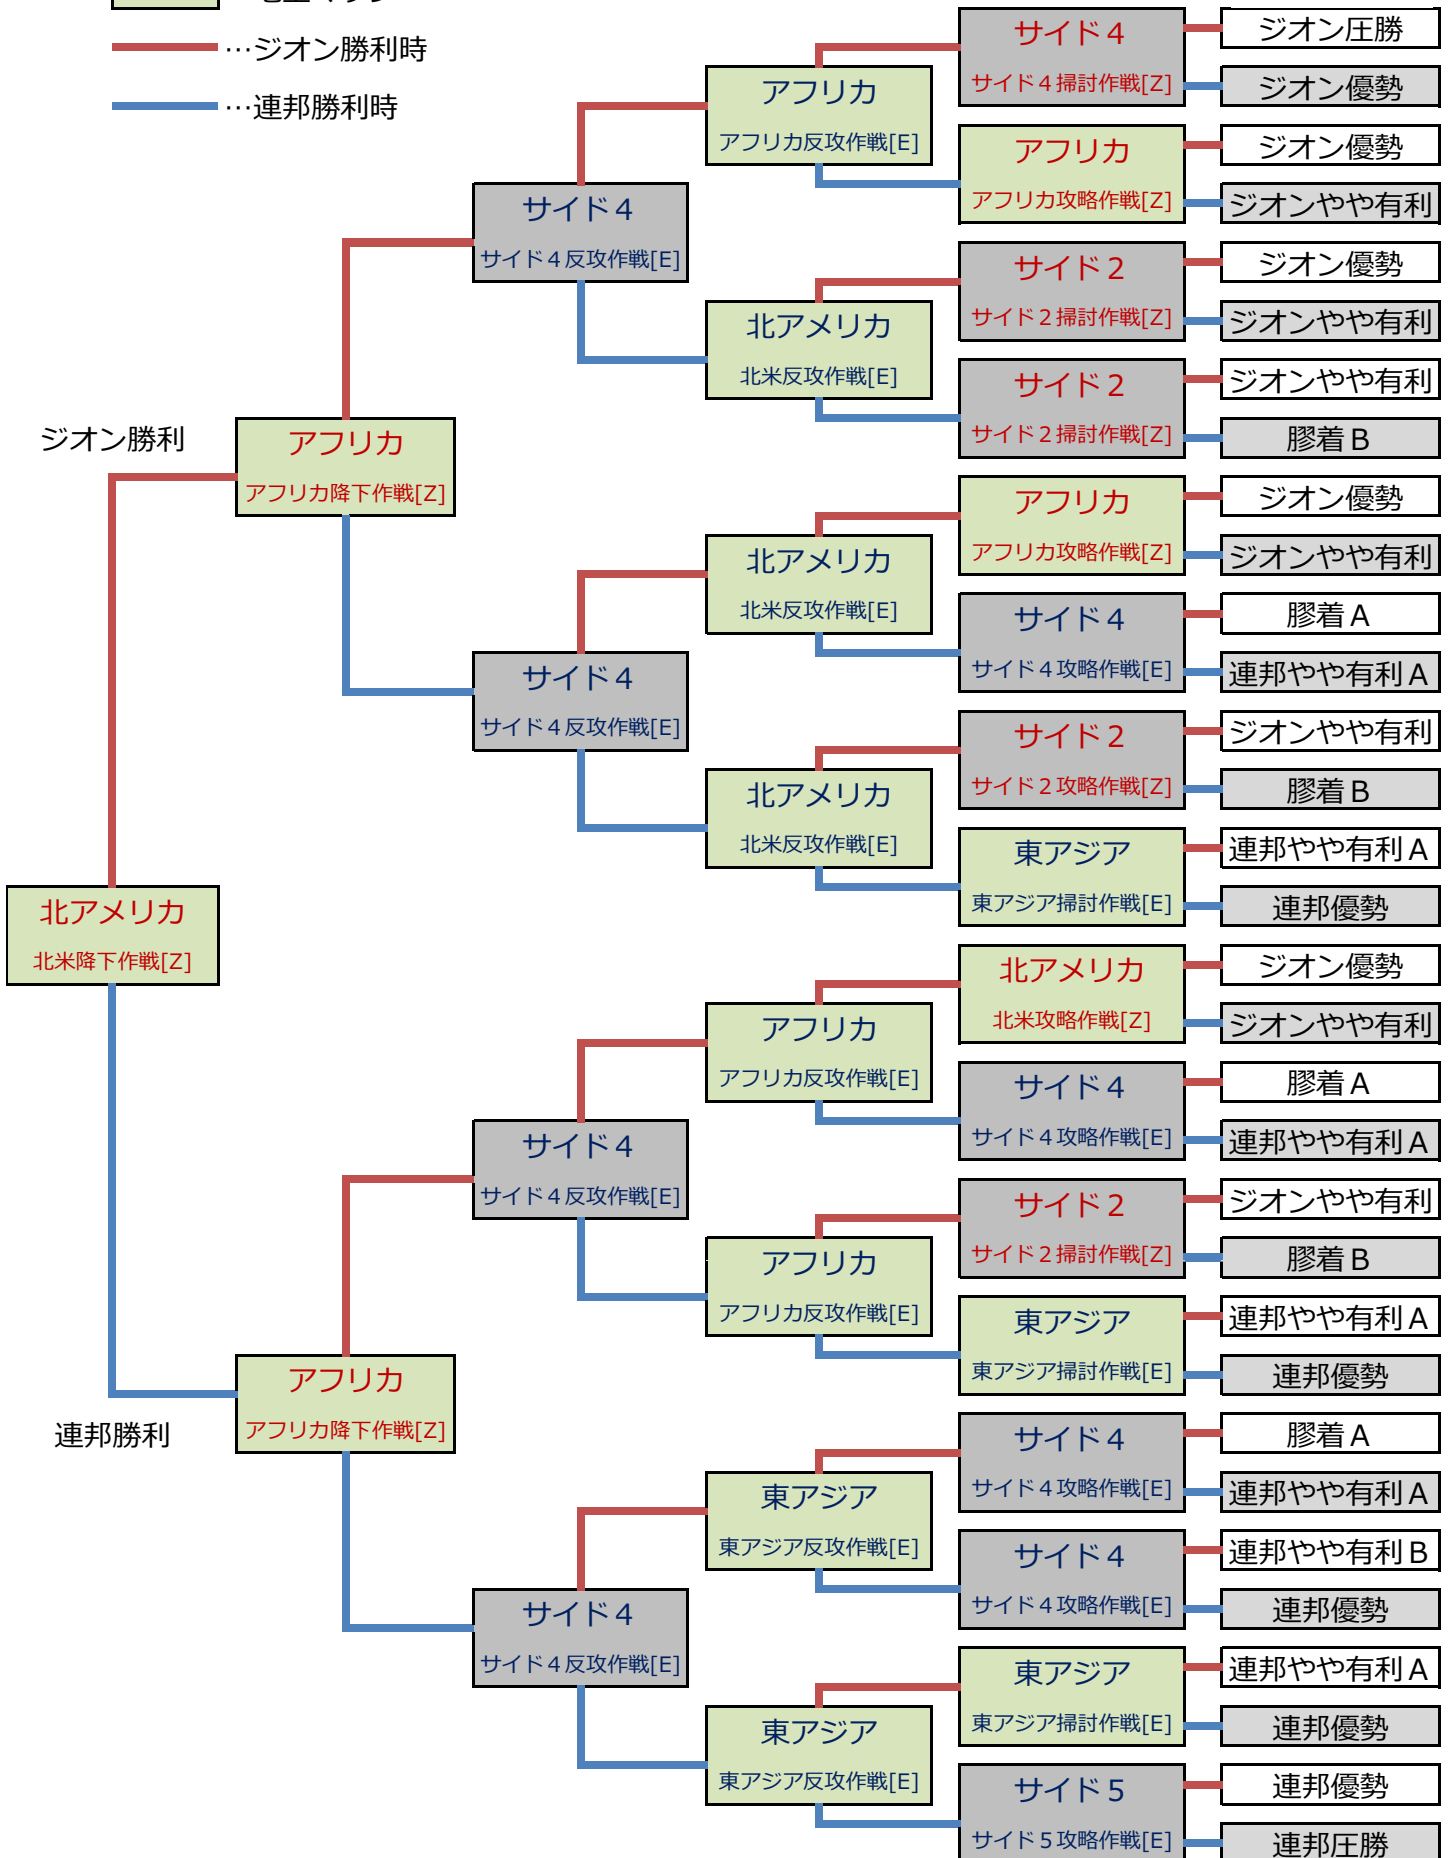 …ジオン勝利時
…連邦勝利時
ジオン勝利
連邦勝利
北アメリカ
北米降下作戦[Z]
アフリカ
アフリカ降下作戦[Z]
アフリカ
アフリカ降下作戦[Z]
サイド4
サイド4反攻作戦[E]
サイド4
サイド4反攻作戦[E]
サイド4
サイド4反攻作戦[E]
サイド4
サイド4反攻作戦[E]
アフリカ
アフリカ反攻作戦[E]
北アメリカ
北米反攻作戦[E]
北アメリカ
北米反攻作戦[E]
北アメリカ
北米反攻作戦[E]
アフリカ
アフリカ反攻作戦[E]
アフリカ
アフリカ反攻作戦[E]
東アジア
東アジア反攻作戦[E]
東アジア
東アジア反攻作戦[E]
サイド4
サイド4掃討作戦[Z]
アフリカ
アフリカ攻略作戦[Z]
サイド2
サイド2掃討作戦[Z]
サイド2
サイド2掃討作戦[Z]
アフリカ
アフリカ攻略作戦[Z]
サイド4
サイド4攻略作戦[E]
サイド2
サイド2攻略作戦[Z]
東アジア
東アジア掃討作戦[E]
北アメリカ
北米攻略作戦[Z]
サイド4
サイド4攻略作戦[E]
サイド2
サイド2掃討作戦[Z]
東アジア
東アジア掃討作戦[E]
サイド4
サイド4攻略作戦[E]
サイド4
サイド4攻略作戦[E]
東アジア
東アジア掃討作戦[E]
サイド5
サイド5攻略作戦[E]
ジオン圧勝
ジオン優勢
ジオン優勢
ジオンやや有利
ジオン優勢
ジオンやや有利
ジオンやや有利
膠着B
ジオン優勢
ジオンやや有利
膠着A
連邦やや有利A
ジオンやや有利
膠着B
連邦やや有利A
連邦優勢
ジオン優勢
ジオンやや有利
膠着A
連邦やや有利A
ジオンやや有利
膠着B
連邦やや有利A
連邦優勢
膠着A
連邦やや有利A
連邦やや有利B
連邦優勢
連邦やや有利A
連邦優勢
連邦優勢
連邦圧勝